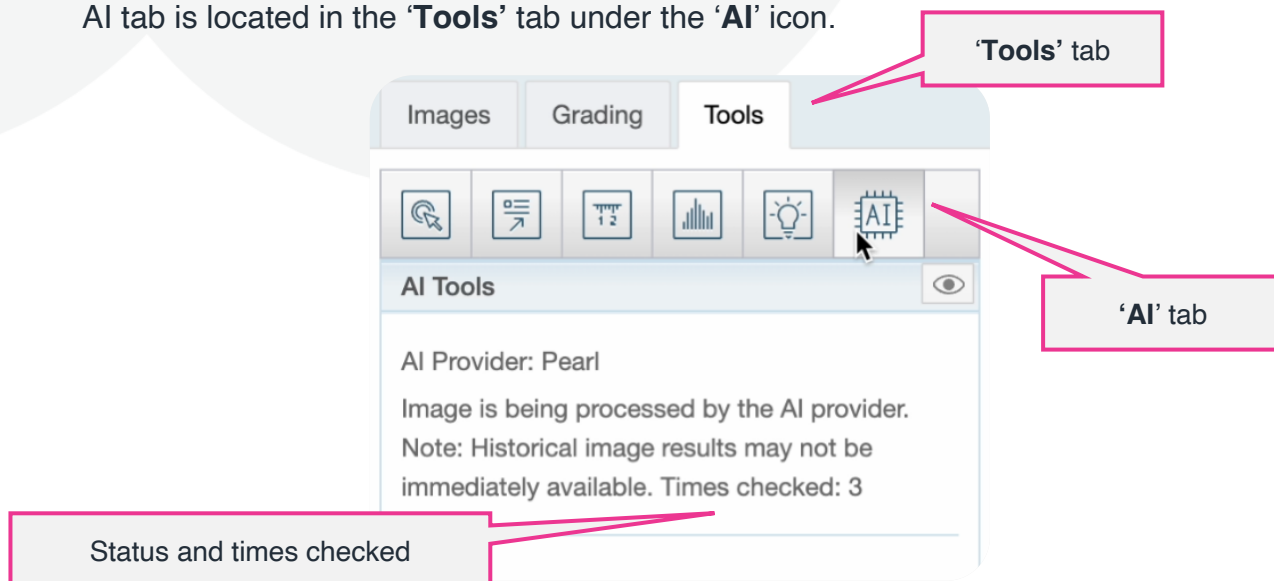 AI tab is located in the ‘Tools’ tab under the ‘AI’ icon.
‘Tools’ tab
Images Grading Tools
1 2
AI
AI Tools
‘AI’ tab
AI Provider: Pearl
Image is being processed by the AI provider.
Note: Historical image results may not be
immediately available. Times checked: 3
Status and times checked